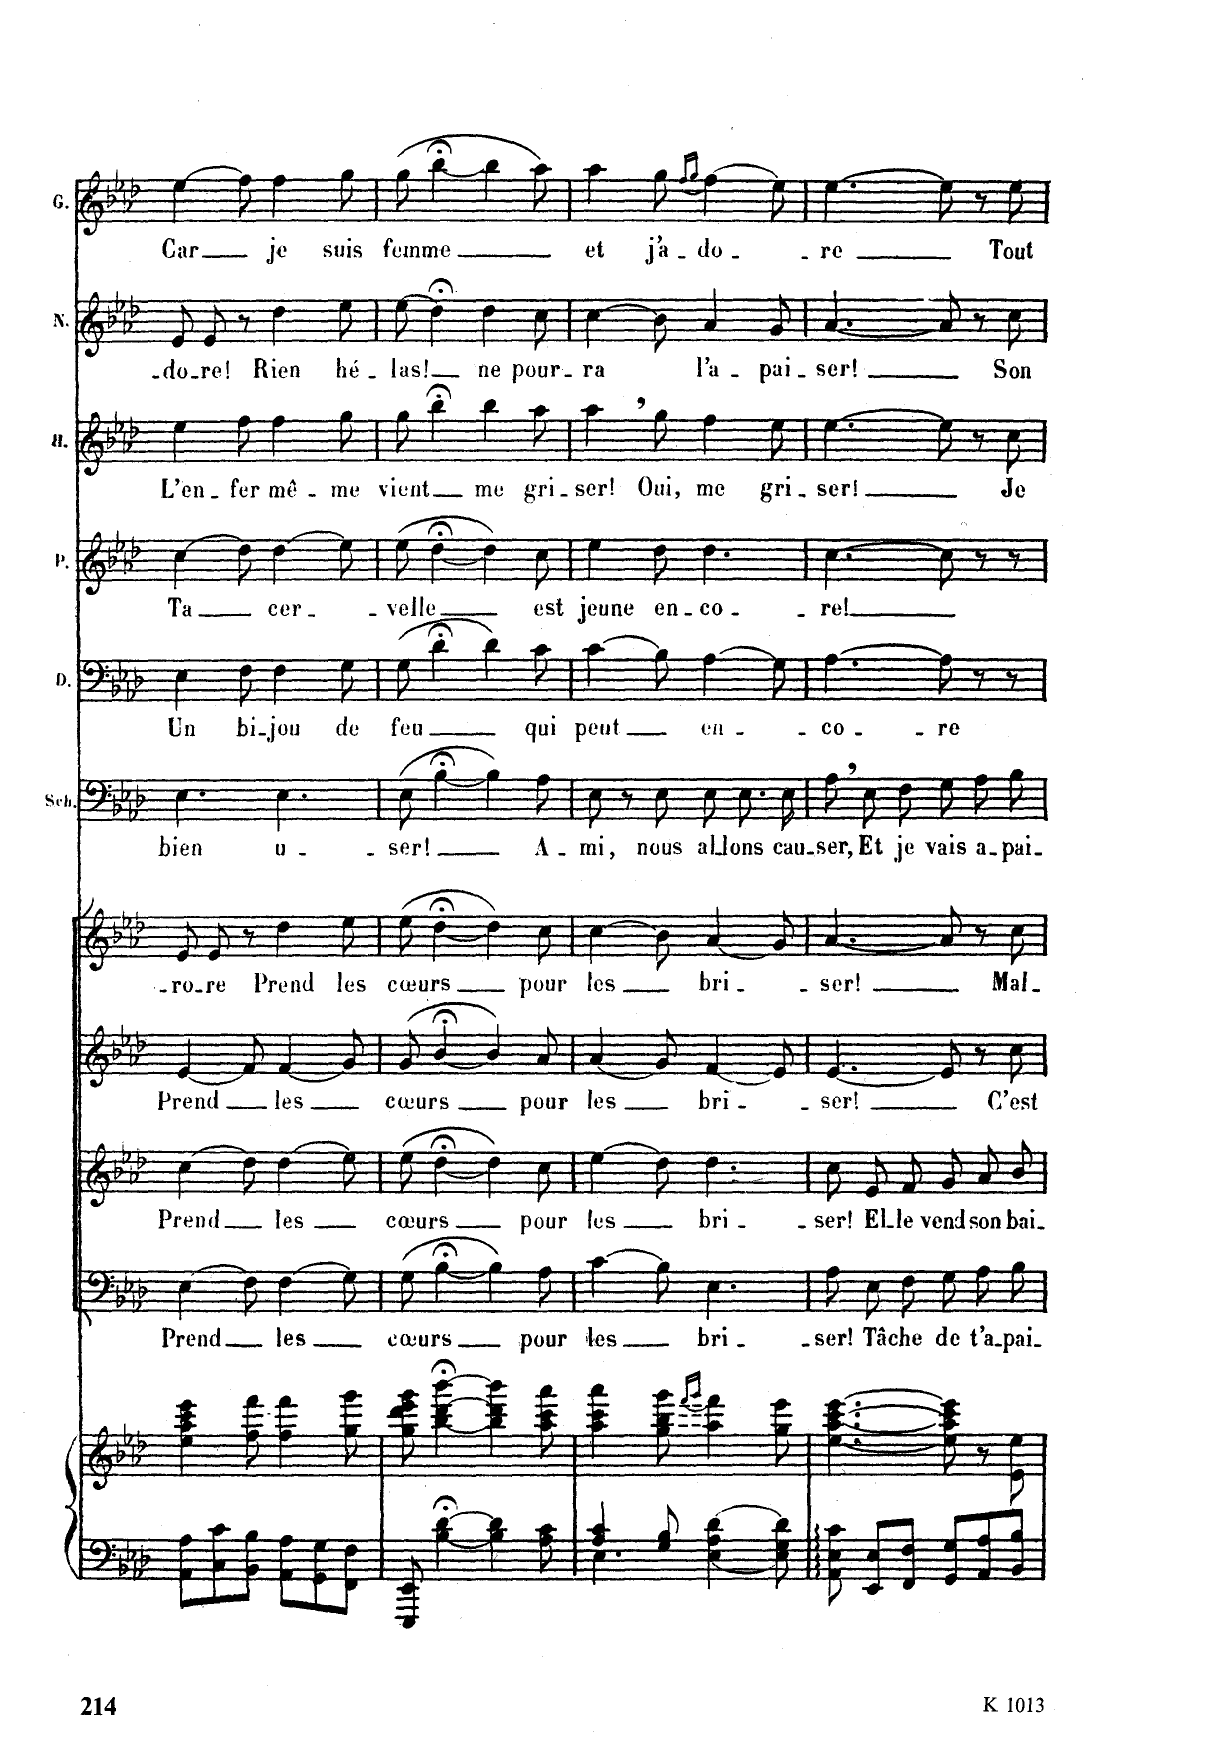 G. Car je suis femme et j'a - do - - re Tout
N. -do-re! Rien hé - las! ne pour- ra l'a - pai - ser! Son
H. L'en - fer mê - me vient me gri - ser! Oui, me gri - ser! Je
P. Ta cer - - velle est jeune en - co - - re!
D. Un bi - jou de feu qui peut en - - co - - re
Sch. bien u - - ser! A - mi, nous al-lons cau-ser, Et je vais a-pai-
-ro-re Prend les cœurs pour les bri - - ser! Mal-
Prend les cœurs pour les bri - - ser! C'est
Prend les cœurs pour les bri - - ser! El-le vend son bai-
Prend les cœurs pour les bri - - ser! Tâche de t'a-pai-
214 K 1013